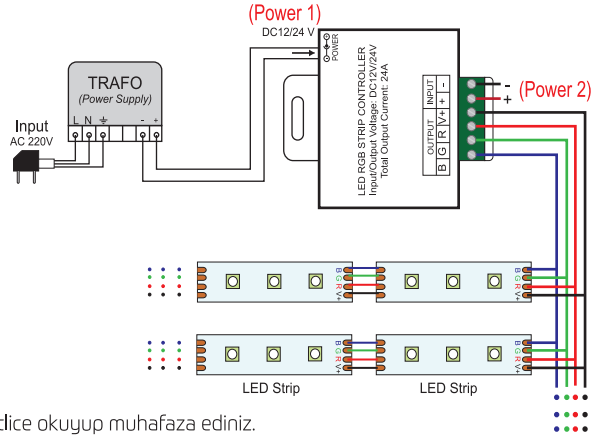 (Power 1)
DC12/24 V
POWER
TRAFO
(Power Supply)
L N - +
Input
AC 220V
LED RGB STRIP CONTROLLER
Input/Output Voltage: DC12V/24V
Total Output Current: 24A
OUTPUT INPUT
B G R V+ + -
-
+ (Power 2)
B G R V+
B G R V+
B G R V+
B G R V+
LED Strip LED Strip
okuyup muhafaza ediniz.